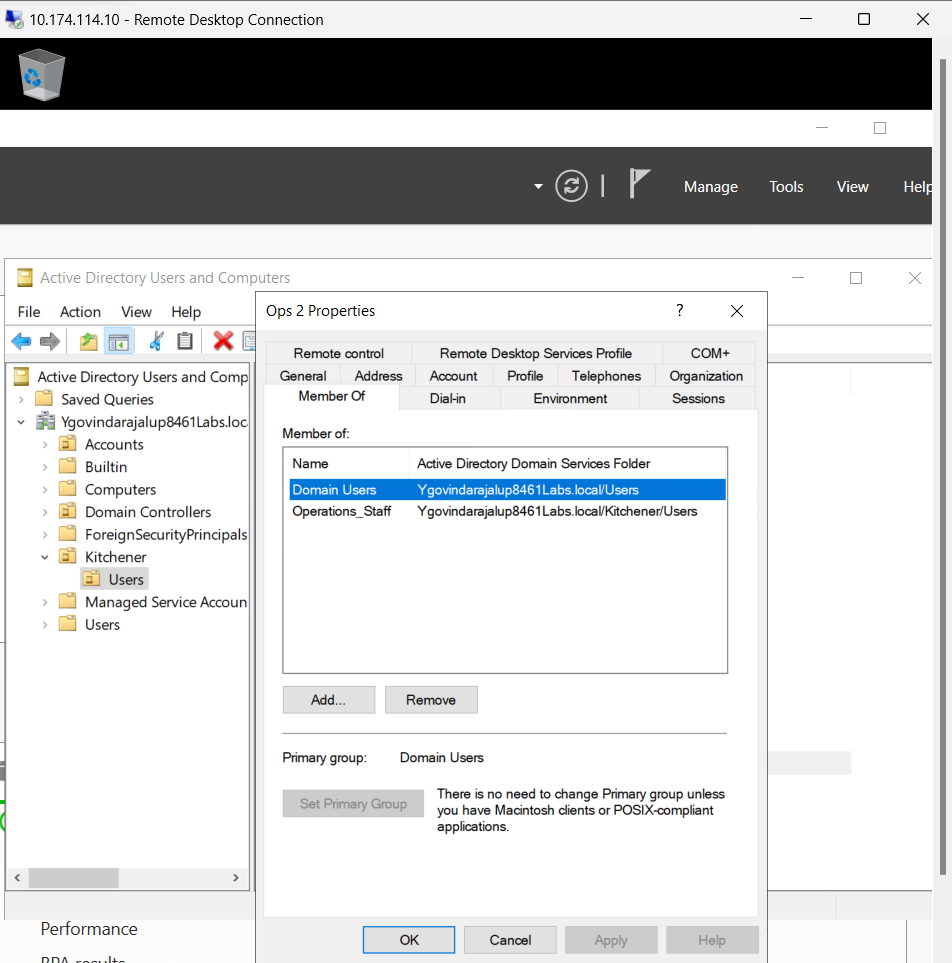 10.174.114.10 - Remote Desktop Connection
Manage Tools View Help
Active Directory Users and Computers
File Action View Help
Active Directory Users and Comp
Saved Queries
Ygovindarajalup8461Labs.loc
Accounts
Builtin
Computers
Domain Controllers
ForeignSecurityPrincipals
Kitchener
Users
Managed Service Accoun
Users
Ops 2 Properties
?
Remote control Remote Desktop Services Profile COM+
General Address Account Profile Telephones Organization
Member Of Dial-in Environment Sessions
Member of:
Name Active Directory Domain Services Folder
Domain Users Ygovindarajalup8461Labs.local/Users
Operations_Staff Ygovindarajalup8461Labs.local/Kitchener/Users
Add... Remove
Primary group: Domain Users
Set Primary Group
There is no need to change Primary group unless
you have Macintosh clients or POSIX-compliant
applications.
OK Cancel Apply Help
Performance
BPA results